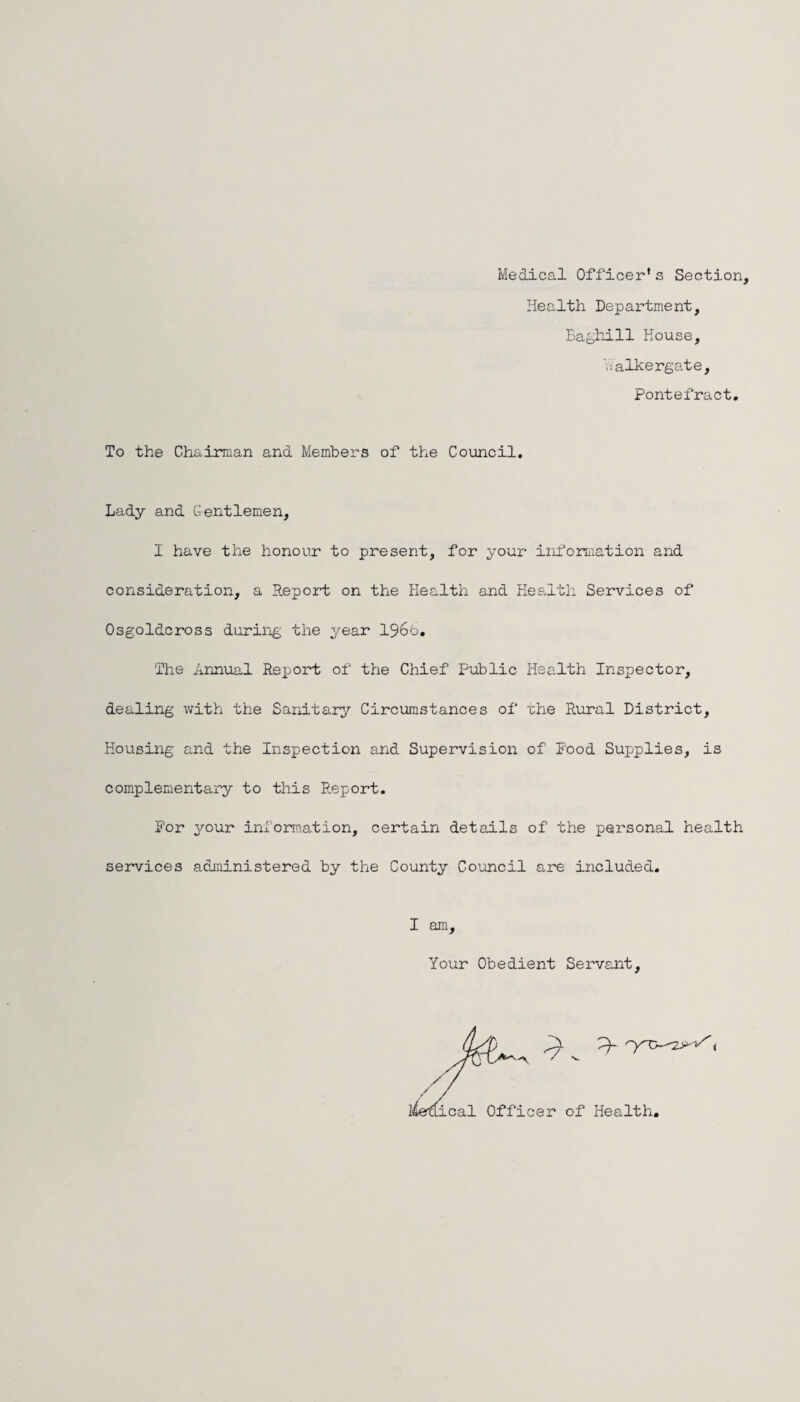 Medical Officer's Section,
Health Department,
Baghill House,
Walkergate,
Pontefract.
To the Chairman and Members of the Council.
Lady and Gentlemen,
I have the honour to present, for your information and
consideration, a Report on the Health and Health Services of
Osgoldcross during the year 1966.
The Annual Report of the Chief Public Health Inspector,
dealing with the Sanitary Circumstances of the Rural District,
Housing and the Inspection and Supervision of Food Supplies, is
complementary to this Report.
For your information, certain details of the personal health
services administered by the County Council are included.
I am,
Your Obedient Servant,
Medical Officer of Health.